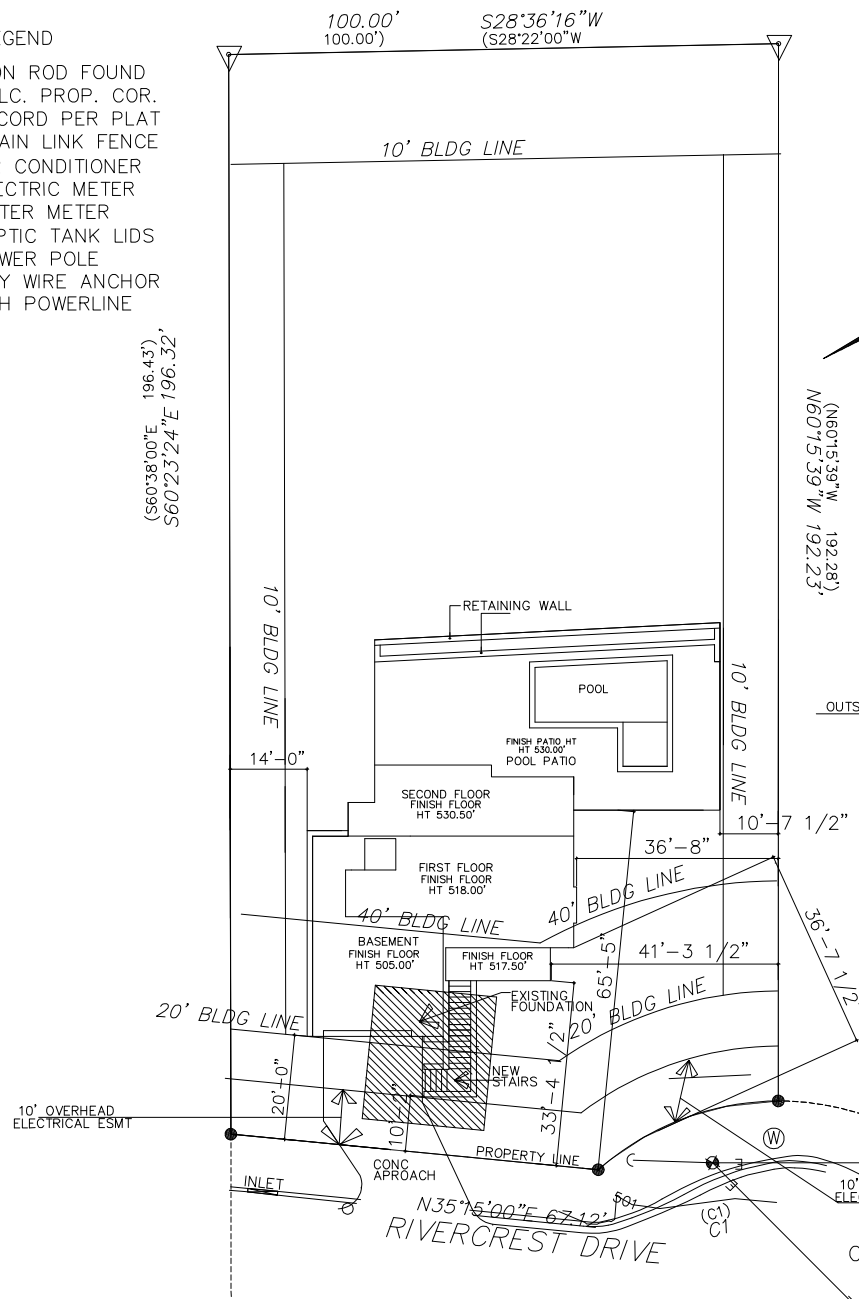 100.00' S28°36'16"W
100.00') (S28°22'00"W
EGEND
ON ROD FOUND
LC. PROP. COR.
CORD PER PLAT
AIN LINK FENCE
CONDITIONER
ECTRIC METER
TER METER
PTIC TANK LIDS
WER POLE
Y WIRE ANCHOR
H POWERLINE
10' BLDG LINE
(S60°38'00"E 196.43')
S60°23'24"E 196.32'
(N60°15'39"W 192.28')
N60°15'39"W 192.23'
10' BLDG LINE
RETAINING WALL
10' BLDG LINE
POOL
OUTS
FINISH PATIO HT
HT 530.00'
POOL PATIO
14'-0"
SECOND FLOOR
FINISH FLOOR
HT 530.50'
10'-7 1/2"
36'-8"
FIRST FLOOR
FINISH FLOOR
HT 518.00'
40' BLDG LINE
40' BLDG LINE
36'-7 1/2
BASEMENT
FINISH FLOOR
HT 505.00'
FINISH FLOOR
HT 517.50'
41'-3 1/2"
65'-5"
EXISTING
FOUNDATION
20' BLDG LINE
20' BLDG LINE
33'-4 1/2"
NEW
STAIRS
20'-0"
10'-2"
10' OVERHEAD
ELECTRICAL ESMT
PROPERTY LINE
W
CONC
APROACH
C
E
E
INLET
10'
ELE
S01
N35°15'00"E 67.12'
(C1)
C1
RIVERCREST DRIVE